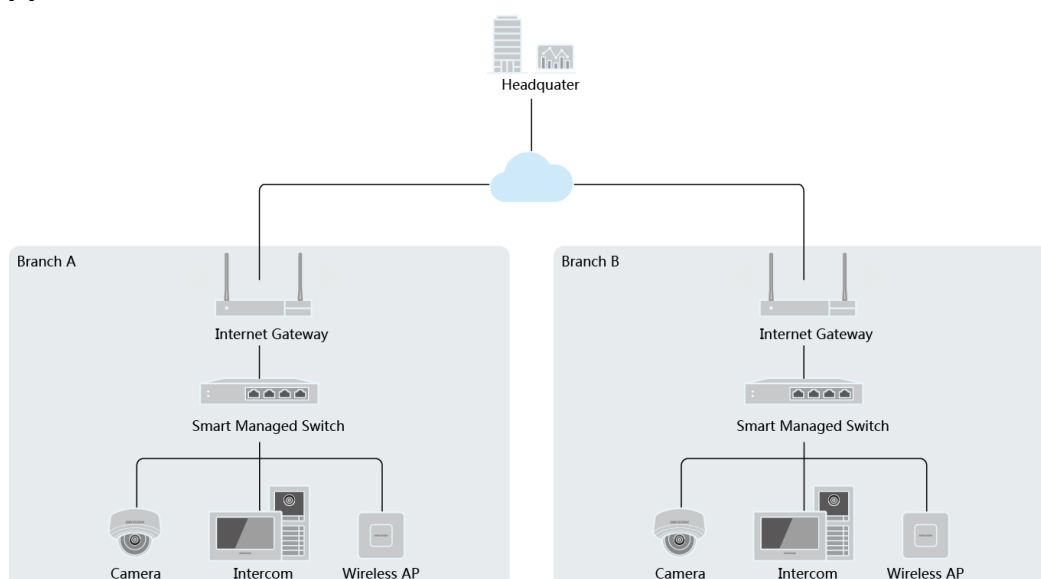 Headquater
Branch A
Branch B
Internet Gateway
Internet Gateway
Smart Managed Switch
Smart Managed Switch
Camera
Intercom
Wireless AP
Camera
Intercom
Wireless AP